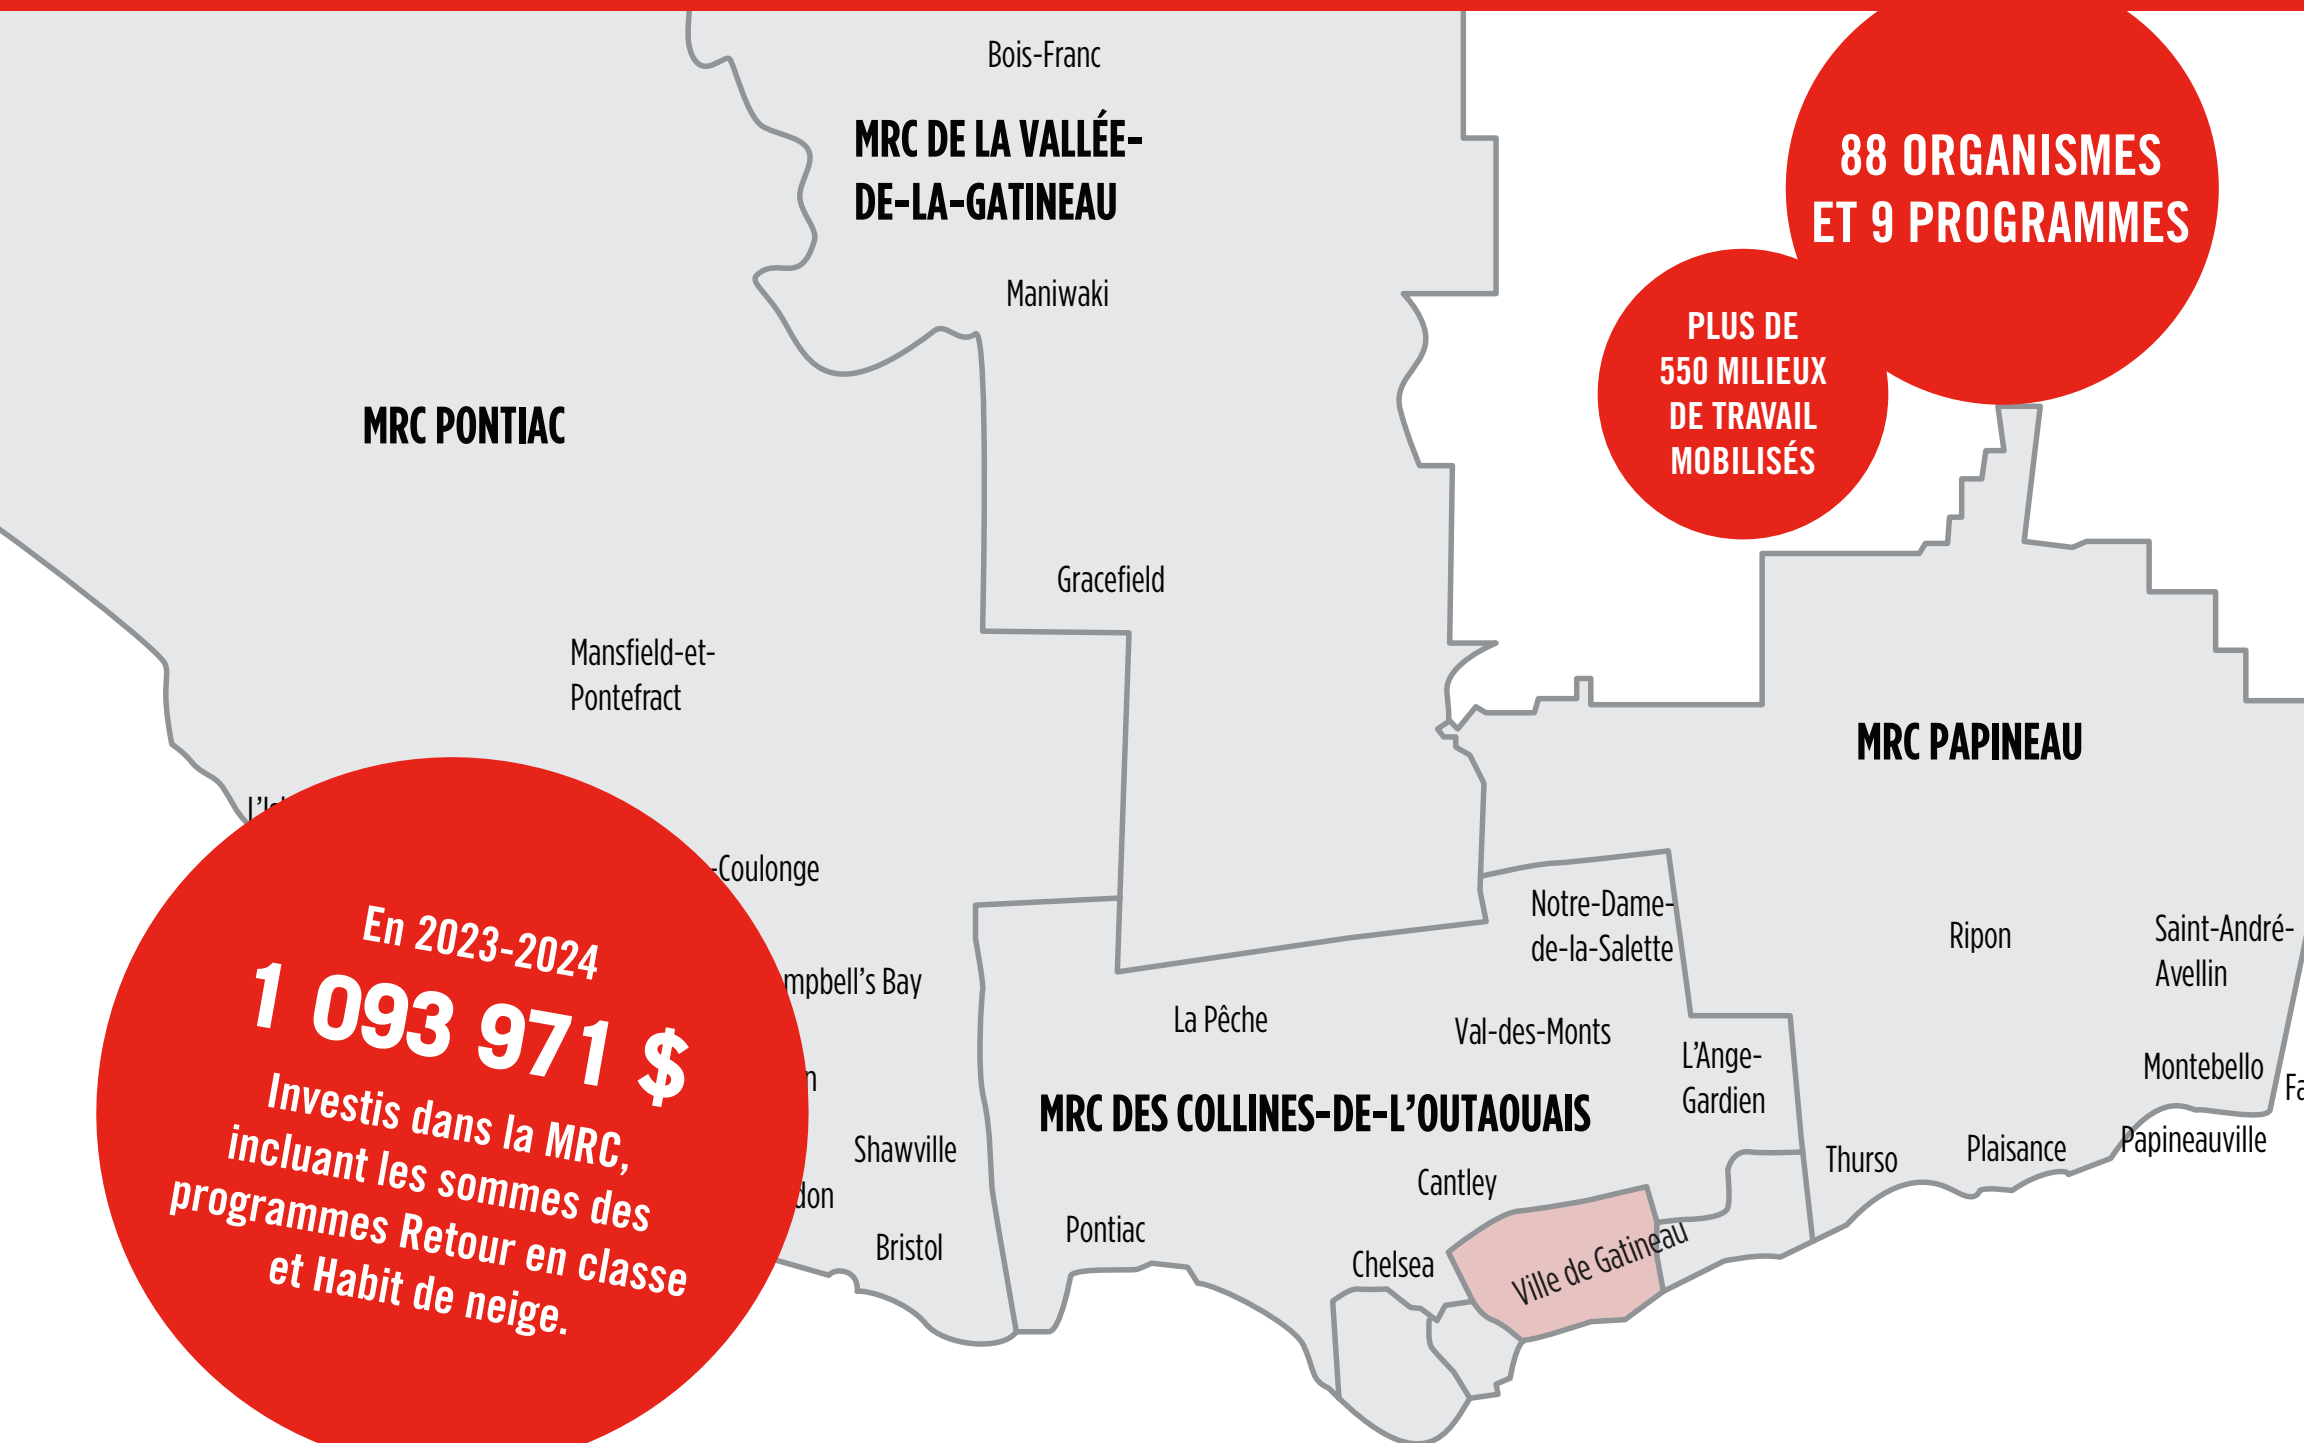 Bois-Franc
MRC DE LA VALLÉE-
DE-LA-GATINEAU
Maniwaki
88 ORGANISMES
ET 9 PROGRAMMES
PLUS DE
550 MILIEUX
DE TRAVAIL
MOBILISÉS
MRC PONTIAC
Gracefield
Mansfield-et-
Pontefract
MRC PAPINEAU
-Coulonge
mpbell's Bay
Shawville
don
Bristol
En 2023-2024
1 093 971 $
Investis dans la MRC,
incluant les sommes des
programmes Retour en classe
et Habit de neige.
Notre-Dame-
de-la-Salette
Ripon
Saint-André-
Avellin
La Pêche
Val-des-Monts
L'Ange-
Gardien
Montebello
Fa
MRC DES COLLINES-DE-L'OUTAOUAIS
Thurso
Plaisance
Papineauville
Cantley
Pontiac
Chelsea
Ville de Gatineau